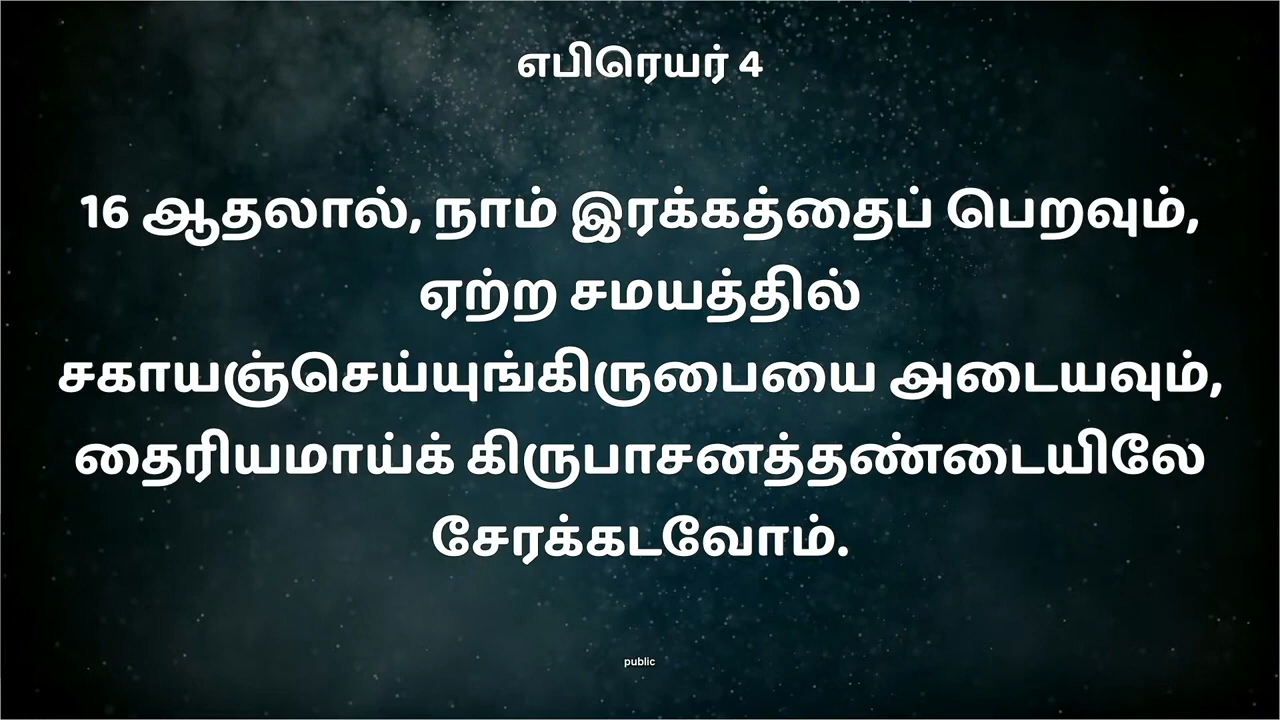 எபிரெயர் 4
16 ஆதலால், நாம் இரக்கத்தைப் பெறவும்,
ஏற்ற சமயத்தில்
சகாயஞ்செய்யுங்கிருபையை அடையவும்,
தைரியமாய்க் கிருபாசனத்தண்டையிலே
சேரக்கடவோம்.
public